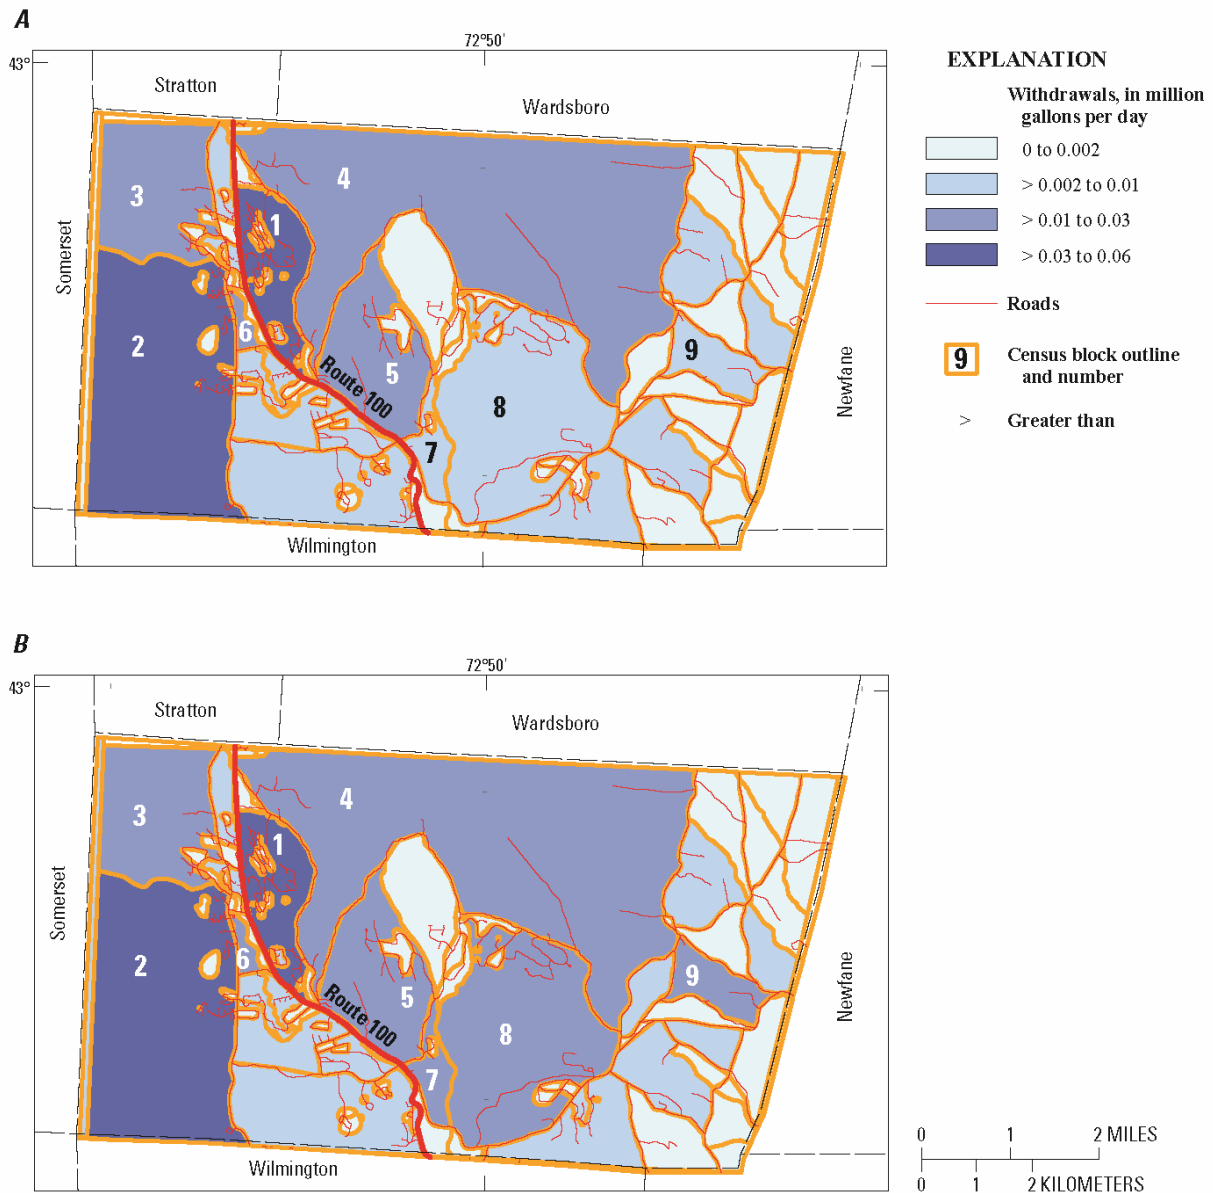 A
72°50'
43°
Stratton
Wardsboro
Somerset
Newfane
Wilmington
3
4
1
2
6
5
9
8
7
Route 100
EXPLANATION
Withdrawals, in million
gallons per day
0 to 0.002
> 0.002 to 0.01
> 0.01 to 0.03
> 0.03 to 0.06
Roads
9 Census block outline
and number
> Greater than
B
72°50'
43°
Stratton
Wardsboro
Somerset
Newfane
Wilmington
3
4
1
2
6
5
9
8
7
Route 100
0 1 2 MILES
0 1 2 KILOMETERS